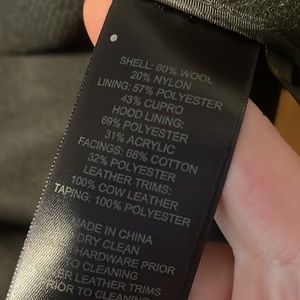 SHELL: 80% WOOL
20% NYLON
LINING: 57% POLYESTER
43% CUPRO
HOOD LINING:
69% POLYESTER
31% ACRYLIC
FACINGS: 68% COTTON
32% POLYESTER
LEATHER TRIMS:
100% COW LEATHER
TAPING: 100% POLYESTER
MADE IN CHINA
DRY CLEAN
HARDWARE PRIOR
TO CLEANING
LEATHER TRIMS
TO CLEANING